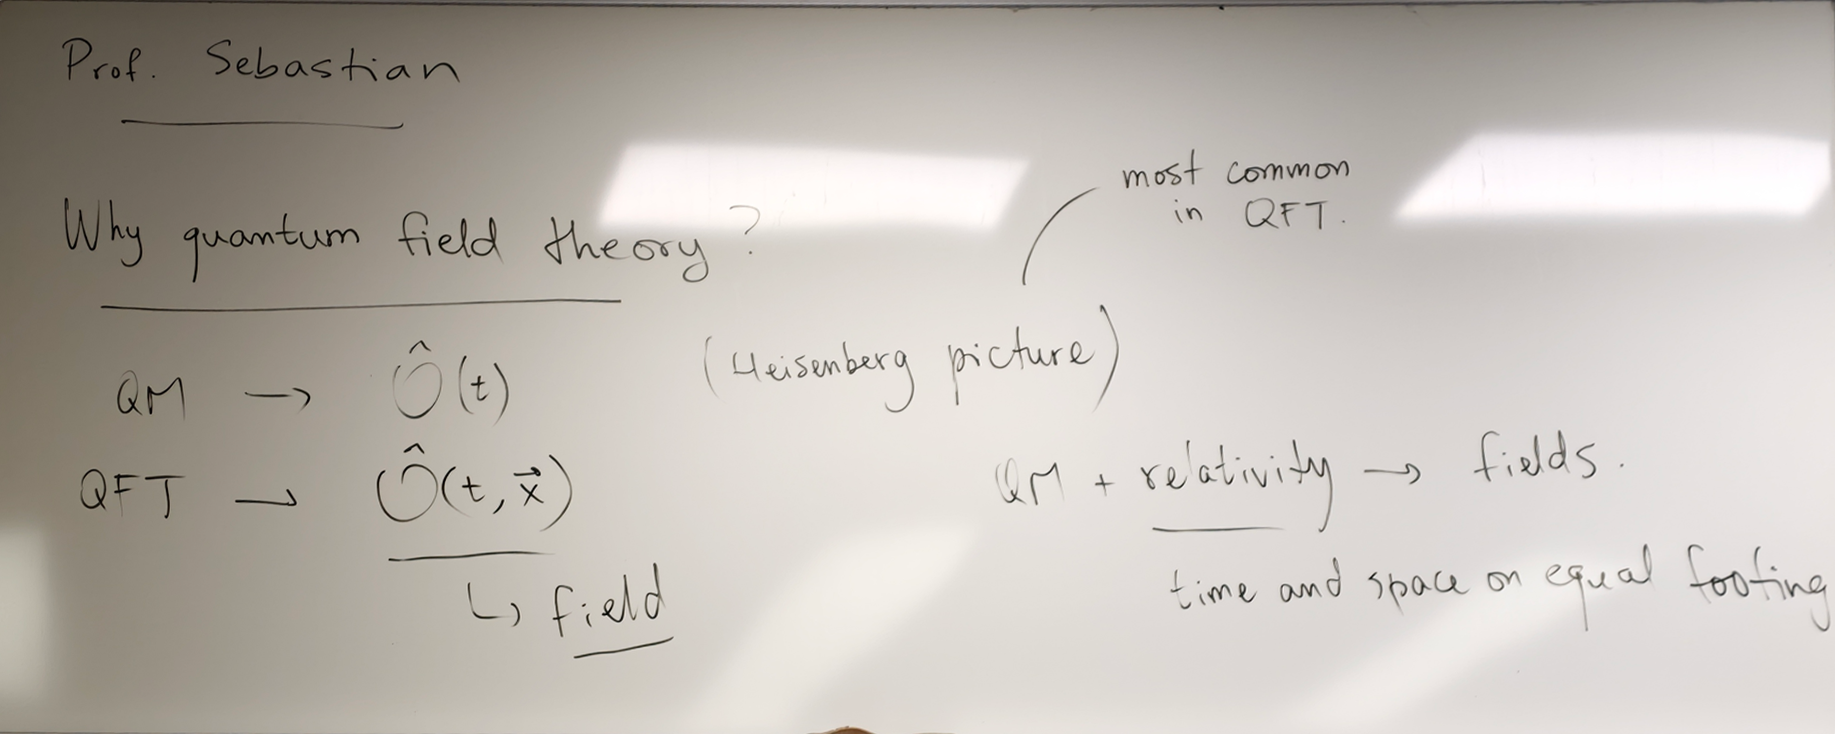 Prof. Sebastian
Why quantum field theory?
most common
in QFT.
QM → Ô(t) (Heisenberg picture)
QFT → Ô(t, x⃗)
↳ field
QM + relativity → fields.
time and space on equal footing